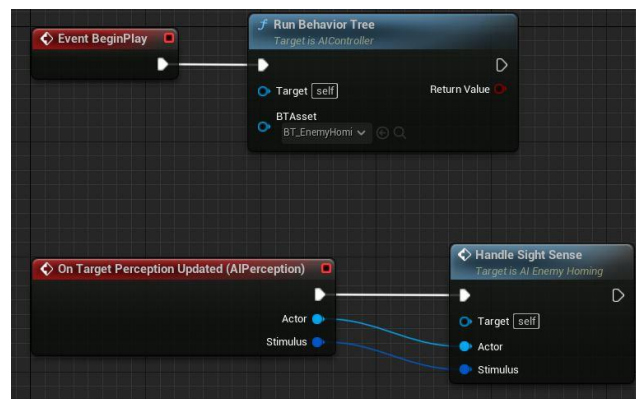 Event BeginPlay
Run Behavior Tree
Target is AIController
Target self
Return Value
BTAsset
BT_EnemyHomi
On Target Perception Updated (AIPerception)
Actor
Stimulus
Handle Sight Sense
Target is AI Enemy Homing
Target self
Actor
Stimulus